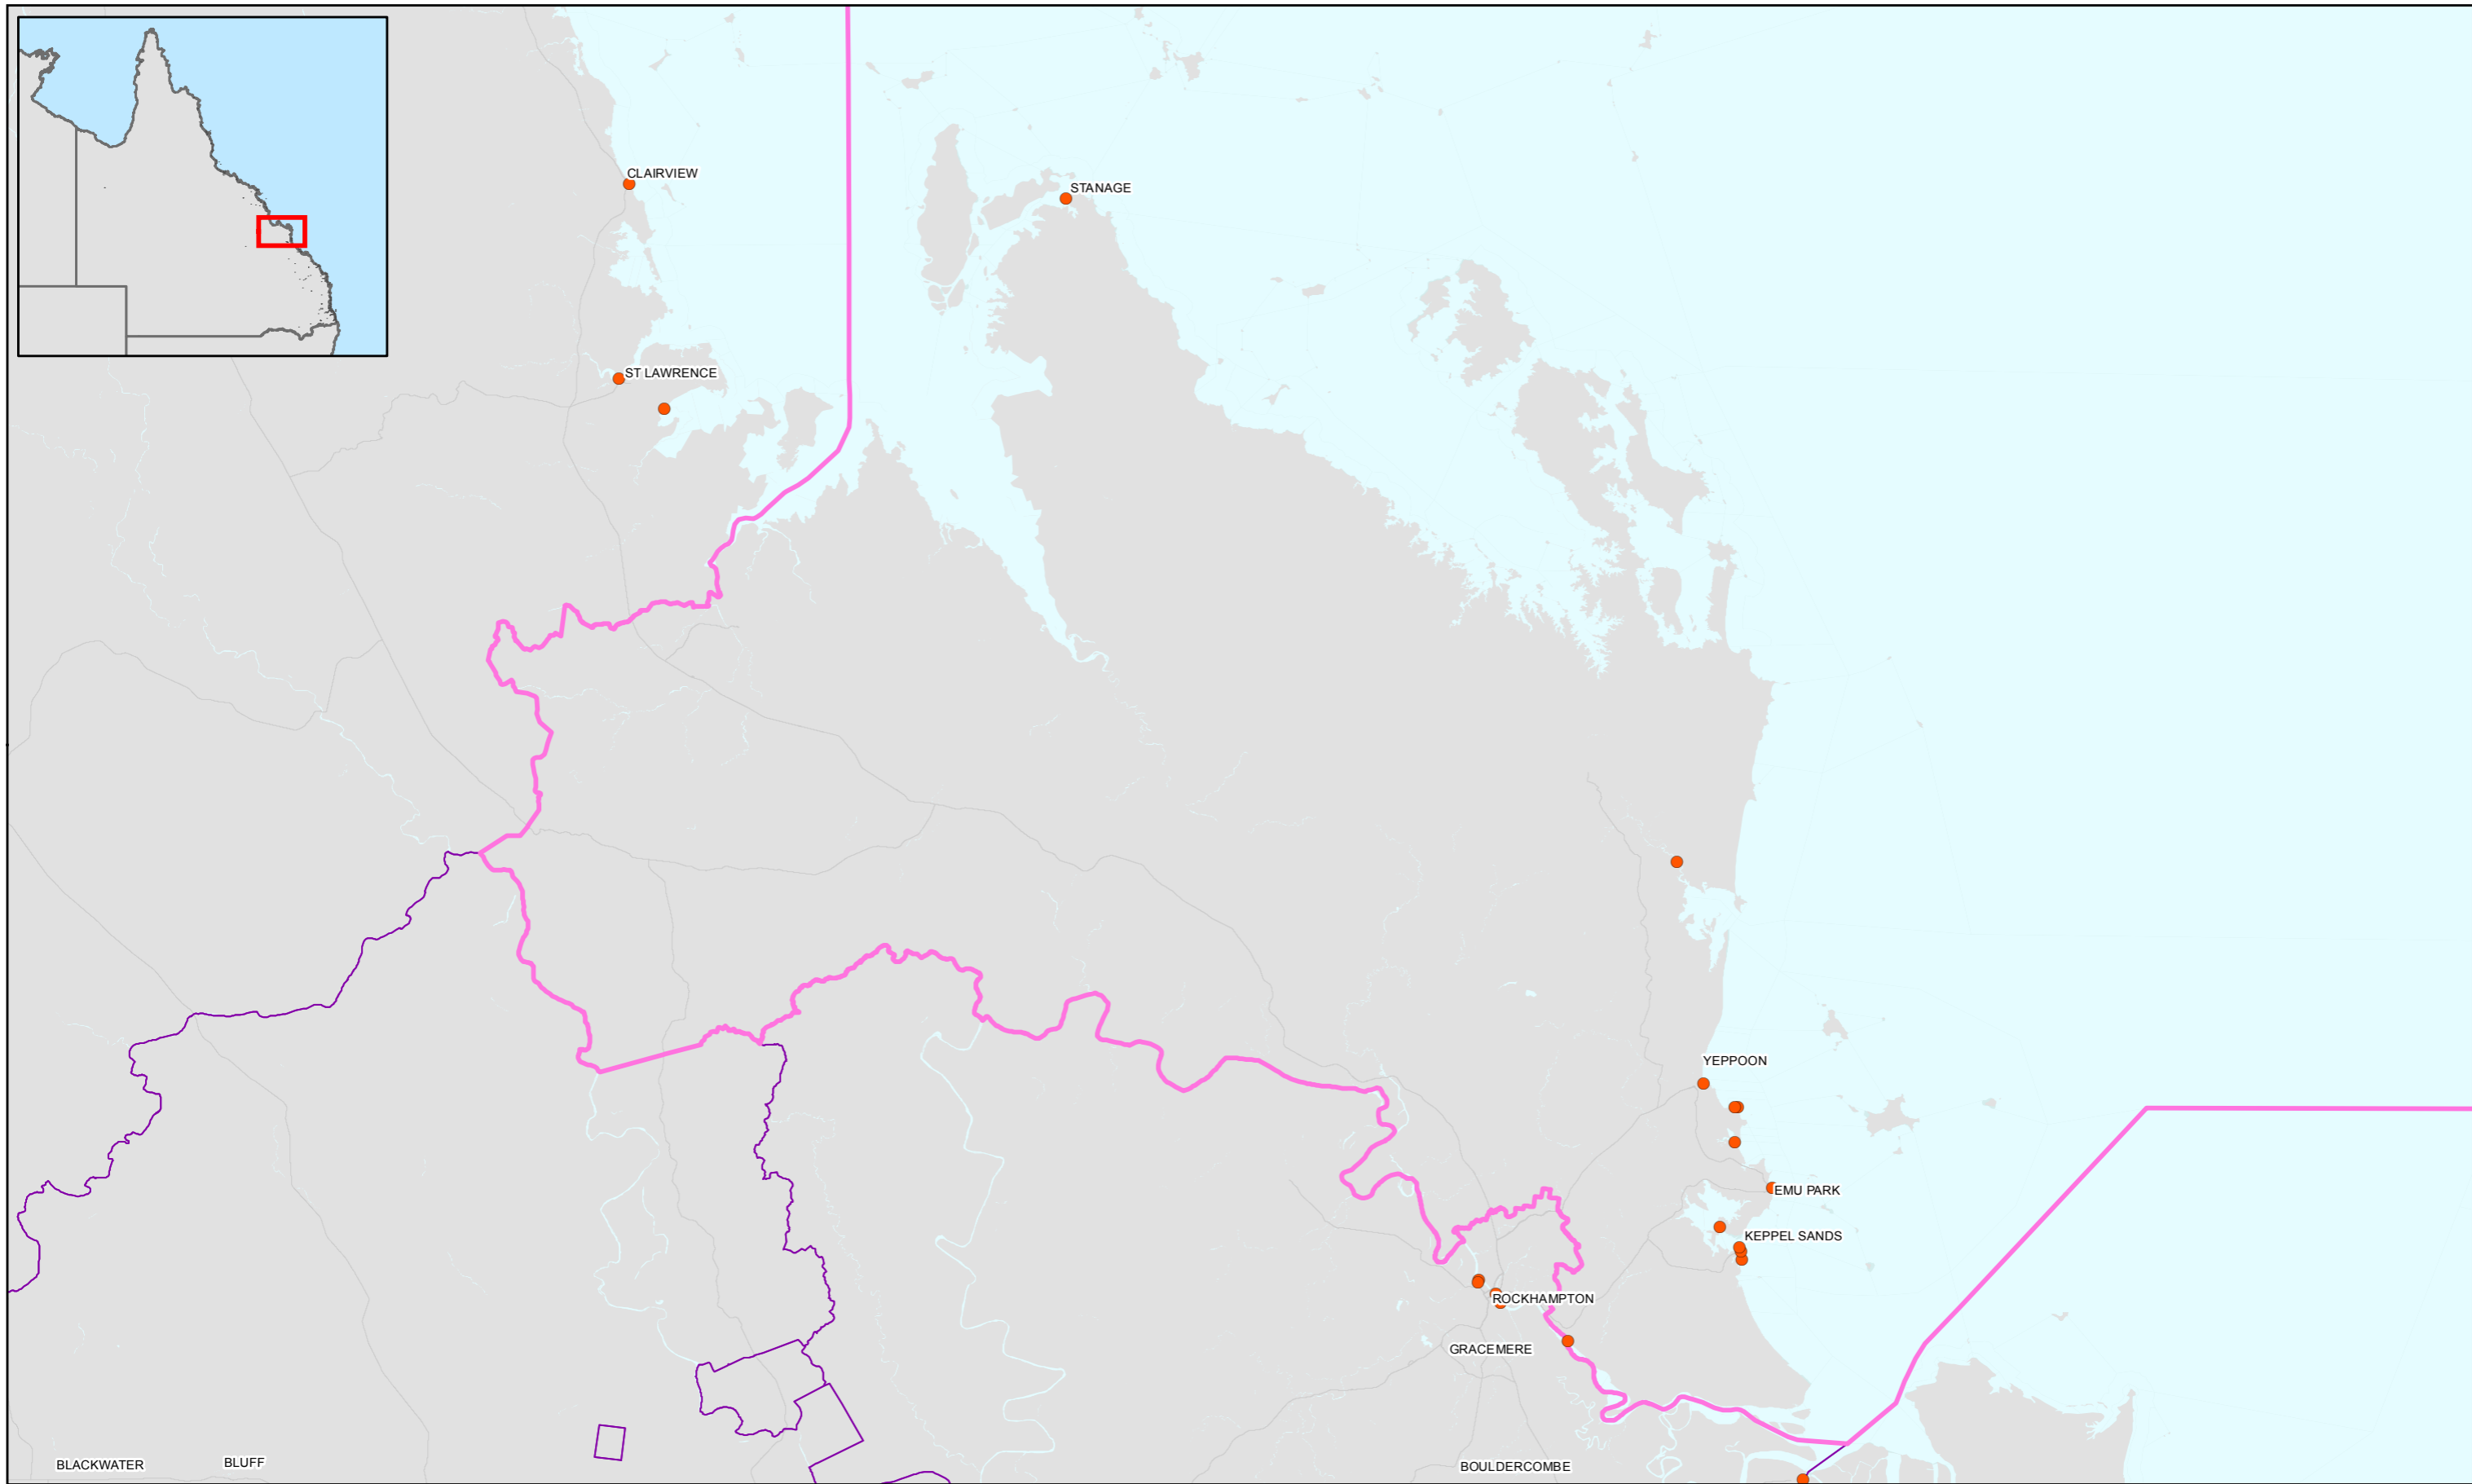 CLAIRVIEW
STANAGE
ST LAWRENCE
YEPPOON
EMU PARK
KEPPEL SANDS
ROCKHAMPTON
GRACEMERE
BLACKWATER
BLUFF
BOULDERCOMBE